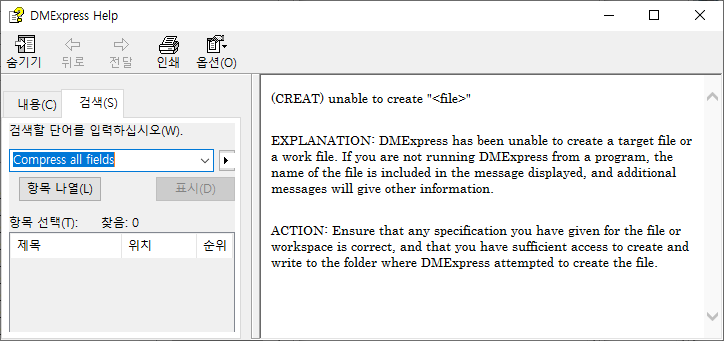 DMExpress Help
숨기기 뒤로 전달 인쇄 옵션(O)
내용(C) 검색(S)
검색할 단어를 입력하십시오(W).
Compress all fields
항목 나열(L) 표시(D)
항목 선택(T): 찾음: 0
제목 위치 순위
(CREAT) unable to create "<file>"
EXPLANATION: DMExpress has been unable to create a target file or
a work file. If you are not running DMExpress from a program, the
name of the file is included in the message displayed, and additional
messages will give other information.
ACTION: Ensure that any specification you have given for the file or
workspace is correct, and that you have sufficient access to create and
write to the folder where DMExpress attempted to create the file.